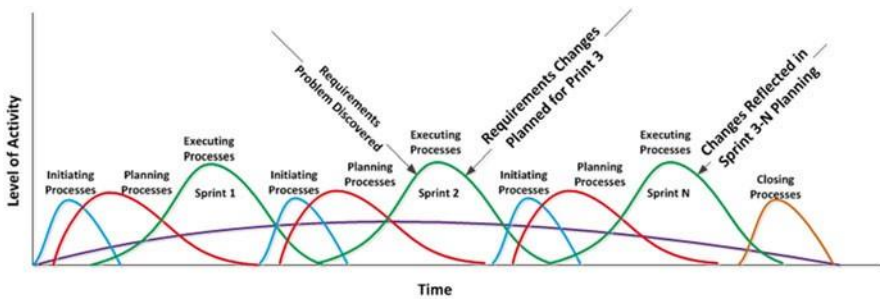 Level of Activity
Initiating
Processes
Planning
Processes
Executing
Processes
Sprint 1
Initiating
Processes
Requirements
Problem Discovered
Planning
Processes
Executing
Processes
Sprint 2
Requirements Changes
Planned for Print 3
Initiating
Processes
Planning
Processes
Executing
Processes
Sprint N
Changes Reflected in
Sprint 3-N Planning
Closing
Processes
Time